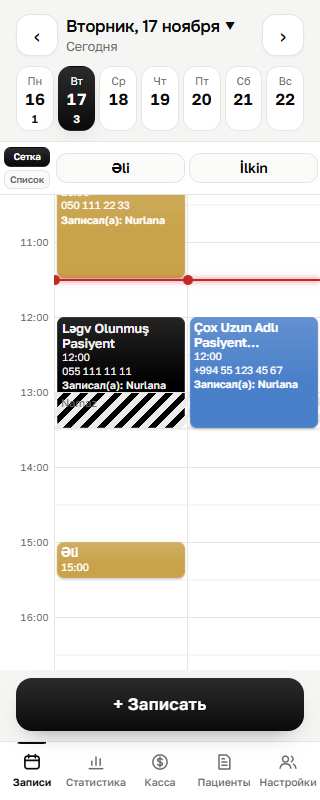 ‹
Вторник, 17 ноября ▼
Сегодня
›
Пн
16
1
Вт
17
3
Ср
18
Чт
19
Пт
20
Сб
21
Вс
22
Сетка
Список
Əli
İlkin
050 111 22 33
Записал(а): Nurlana
11:00
12:00
Ləğv Olunmuş
Pasiyent
12:00
055 111 11 11
Записал(а): Nurlana
Çox Uzun Adlı
Pasiyent...
12:00
+994 55 123 45 67
Записал(а): Nurlana
13:00
14:00
15:00
Əli
15:00
16:00
+ Записать
Записи
Статистика
Касса
Пациенты
Настройки